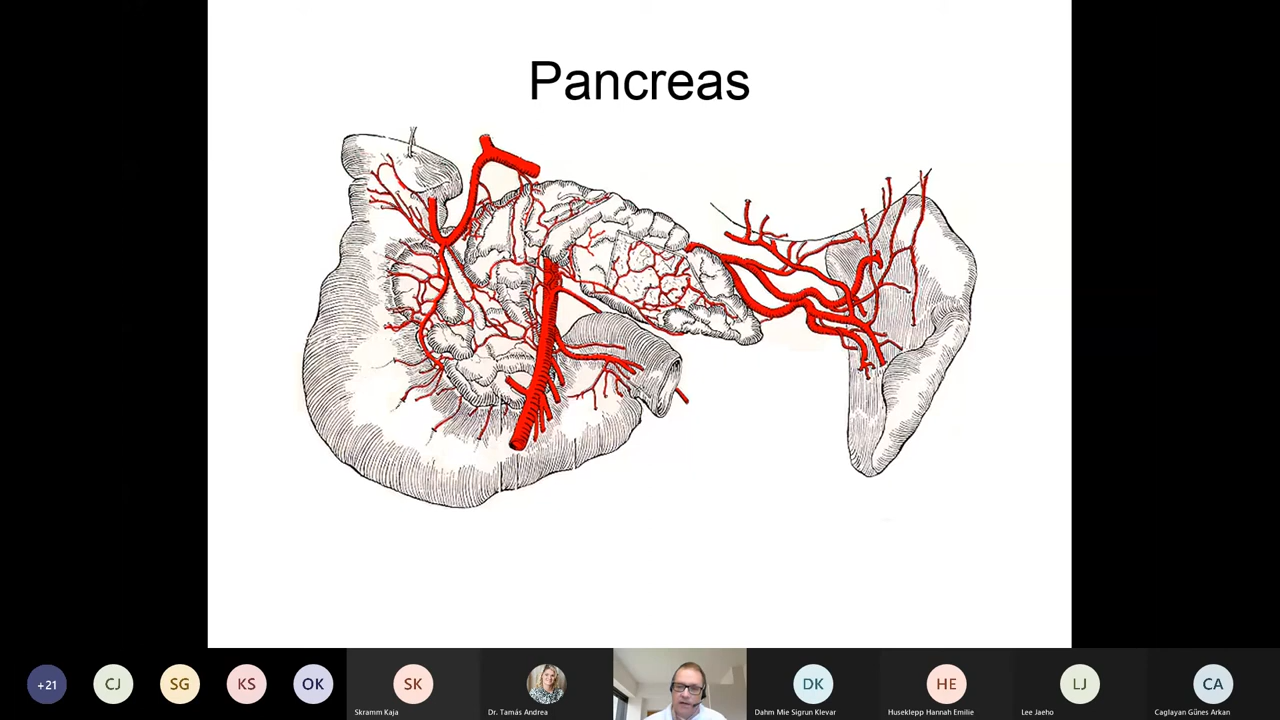 Pancreas
+21
CJ
SG
KS
OK
SK
DK
HE
LJ
CA
Skramm Kaja
Dr. Tamás Andrea
Dahm Mie Sigrun Klevar
Huseklepp Hannah Emilie
Lee Jaeho
Caglayan Günes Arkan